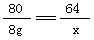 80/8g = (64/x